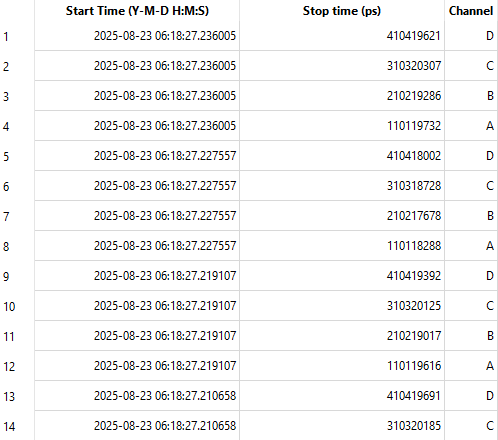 Start Time (Y-M-D H:M:S) Stop time (ps) Channel
1 2025-08-23 06:18:27.236005 410419621 D
2 2025-08-23 06:18:27.236005 310320307 C
3 2025-08-23 06:18:27.236005 210219286 B
4 2025-08-23 06:18:27.236005 110119732 A
5 2025-08-23 06:18:27.227557 410418002 D
6 2025-08-23 06:18:27.227557 310318728 C
7 2025-08-23 06:18:27.227557 210217678 B
8 2025-08-23 06:18:27.227557 110118288 A
9 2025-08-23 06:18:27.219107 410419392 D
10 2025-08-23 06:18:27.219107 310320125 C
11 2025-08-23 06:18:27.219107 210219017 B
12 2025-08-23 06:18:27.219107 110119616 A
13 2025-08-23 06:18:27.210658 410419691 D
14 2025-08-23 06:18:27.210658 310320185 C